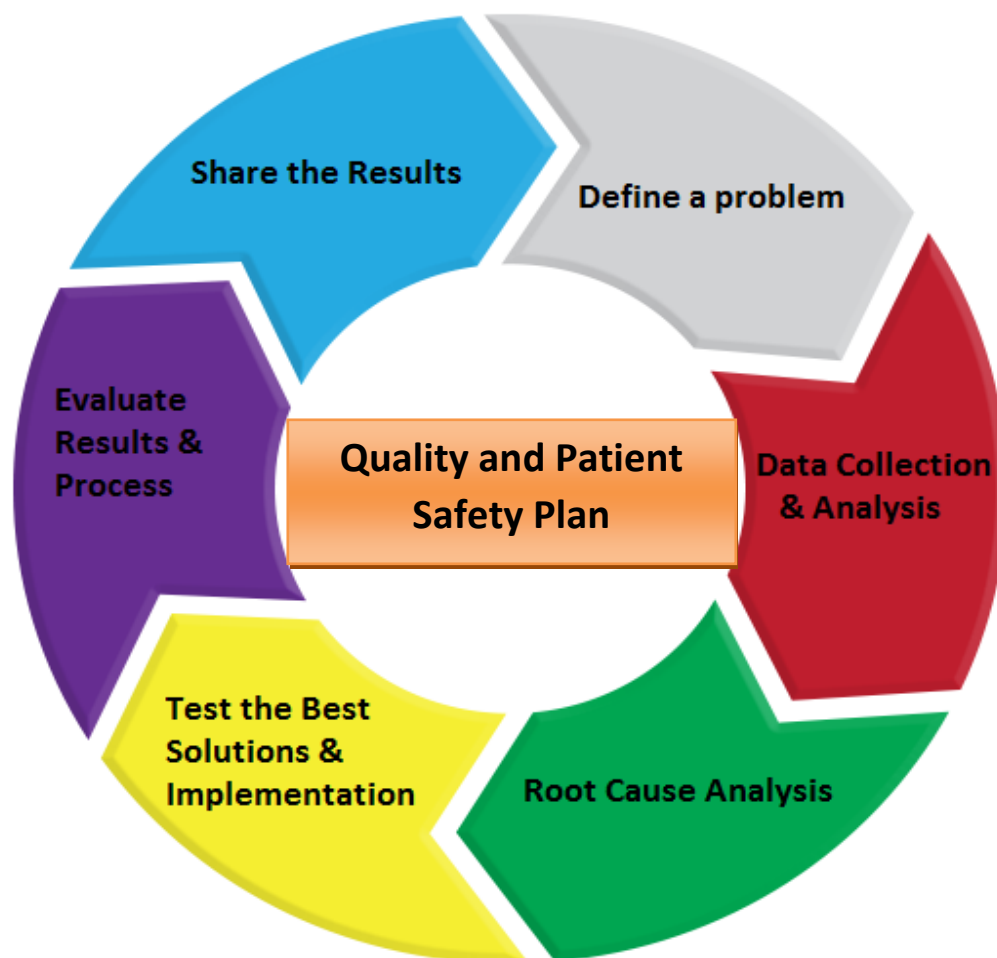 Share the Results
Define a problem
Data Collection
& Analysis
Root Cause Analysis
Test the Best
Solutions &
Implementation
Evaluate
Results &
Process
Quality and Patient
Safety Plan